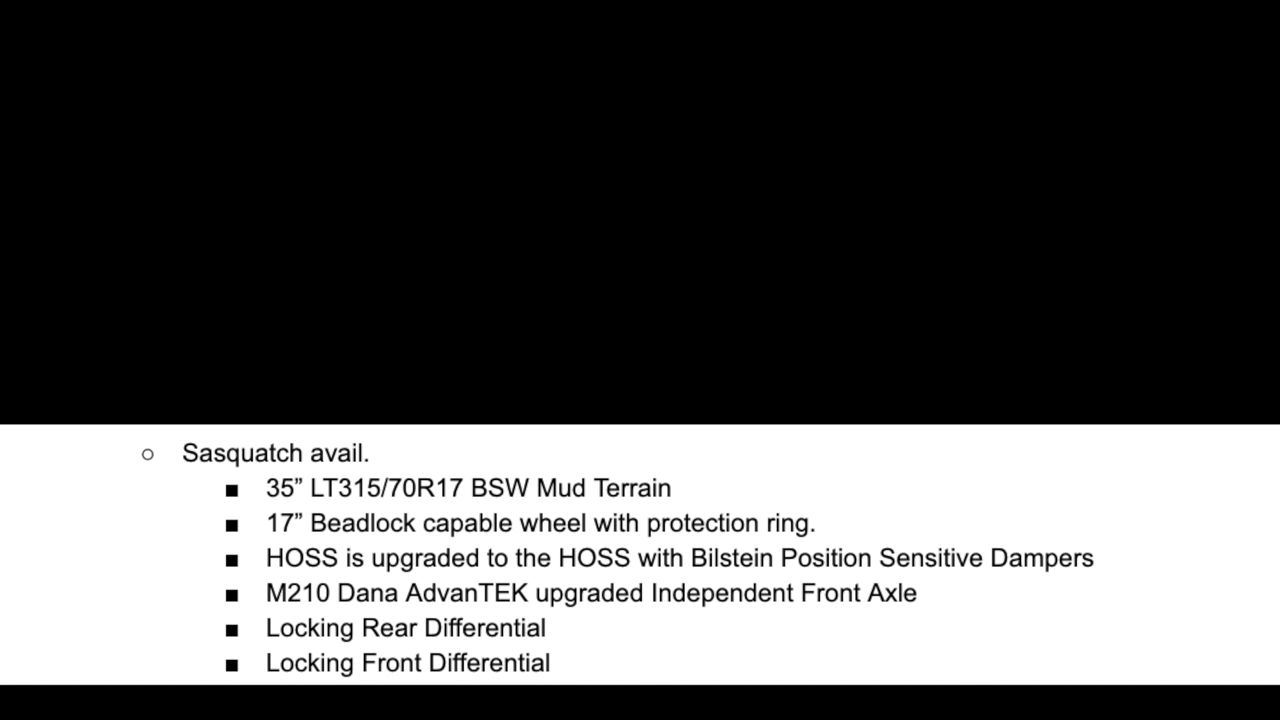 ○ Sasquatch avail.
■ 35” LT315/70R17 BSW Mud Terrain
■ 17” Beadlock capable wheel with protection ring.
■ HOSS is upgraded to the HOSS with Bilstein Position Sensitive Dampers
■ M210 Dana AdvanTEK upgraded Independent Front Axle
■ Locking Rear Differential
■ Locking Front Differential